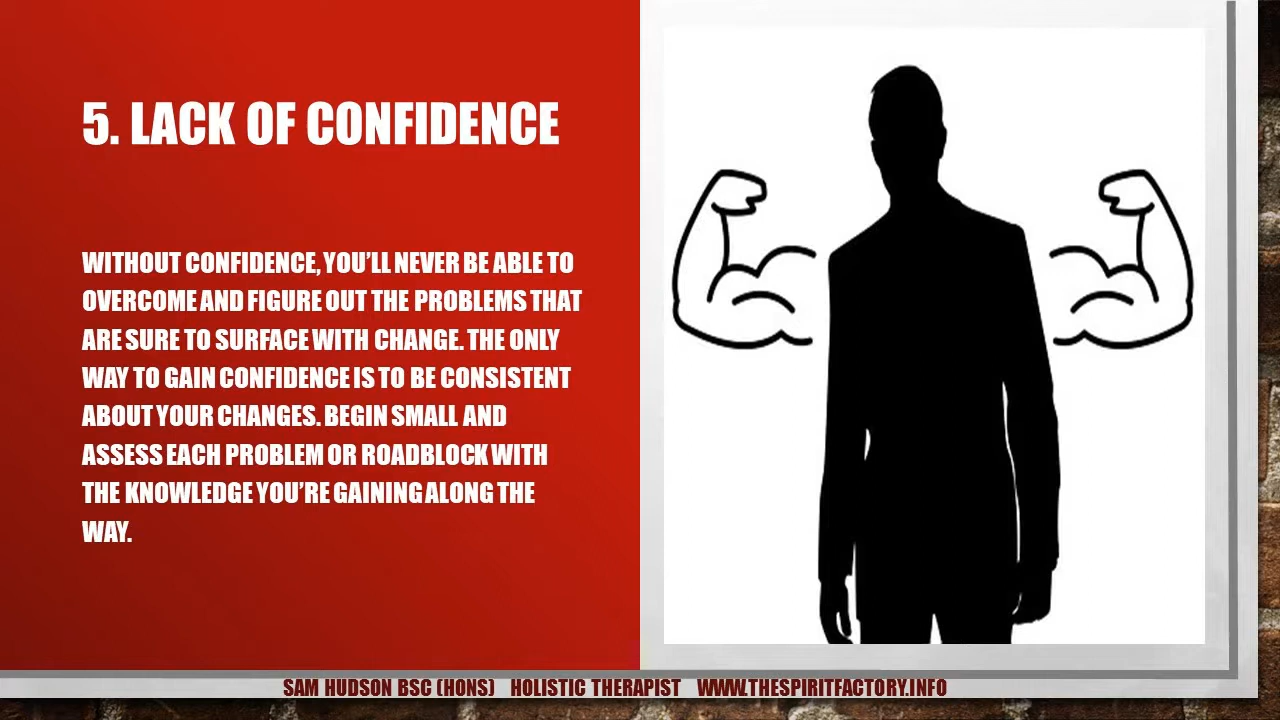 5. LACK OF CONFIDENCE
WITHOUT CONFIDENCE, YOU'LL NEVER BE ABLE TO
OVERCOME AND FIGURE OUT THE PROBLEMS THAT
ARE SURE TO SURFACE WITH CHANGE. THE ONLY
WAY TO GAIN CONFIDENCE IS TO BE CONSISTENT
ABOUT YOUR CHANGES. BEGIN SMALL AND
ASSESS EACH PROBLEM OR ROADBLOCK WITH
THE KNOWLEDGE YOU'RE GAINING ALONG THE
WAY.
SAM HUDSON BSC (HONS) HOLISTIC THERAPIST WWW.THESPIRITFACTORY.INFO